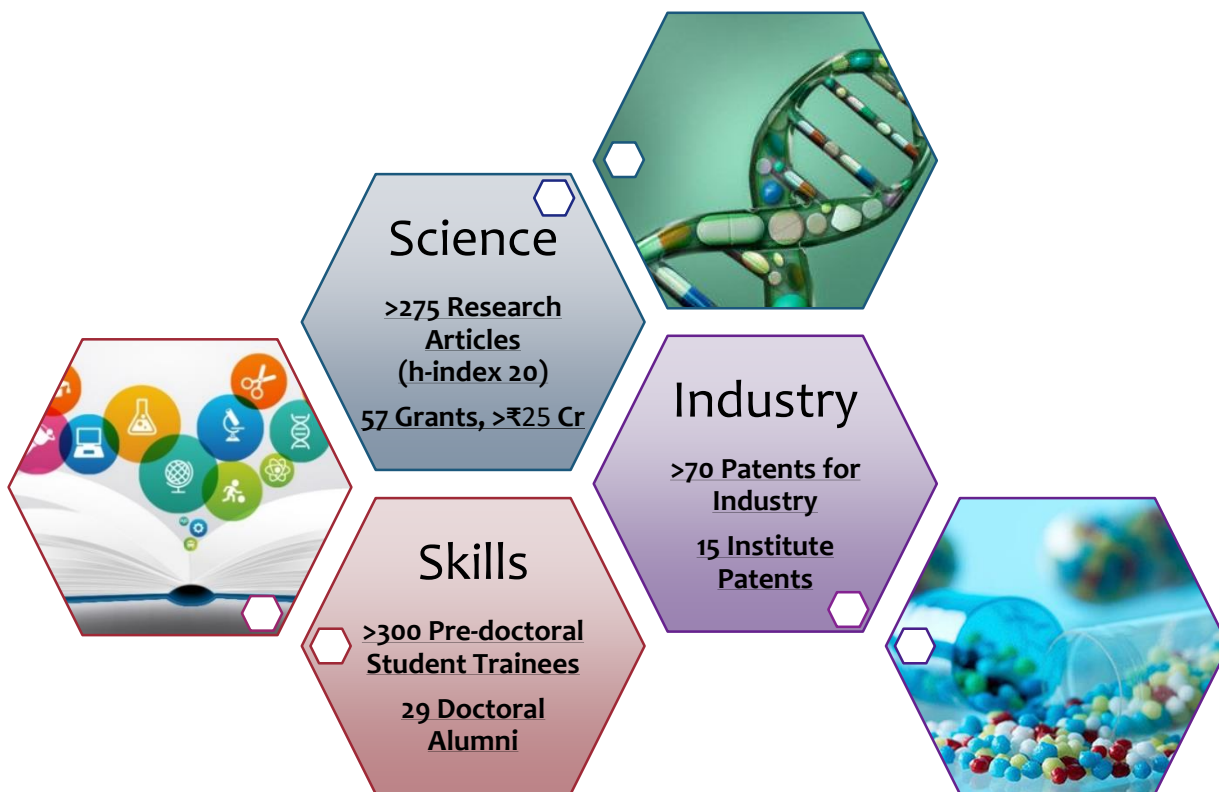 Science
>275 Research
Articles
(h-index 20)
57 Grants, >₹25 Cr
Industry
>70 Patents for
Industry
15 Institute
Patents
Skills
>300 Pre-doctoral
Student Trainees
29 Doctoral
Alumni